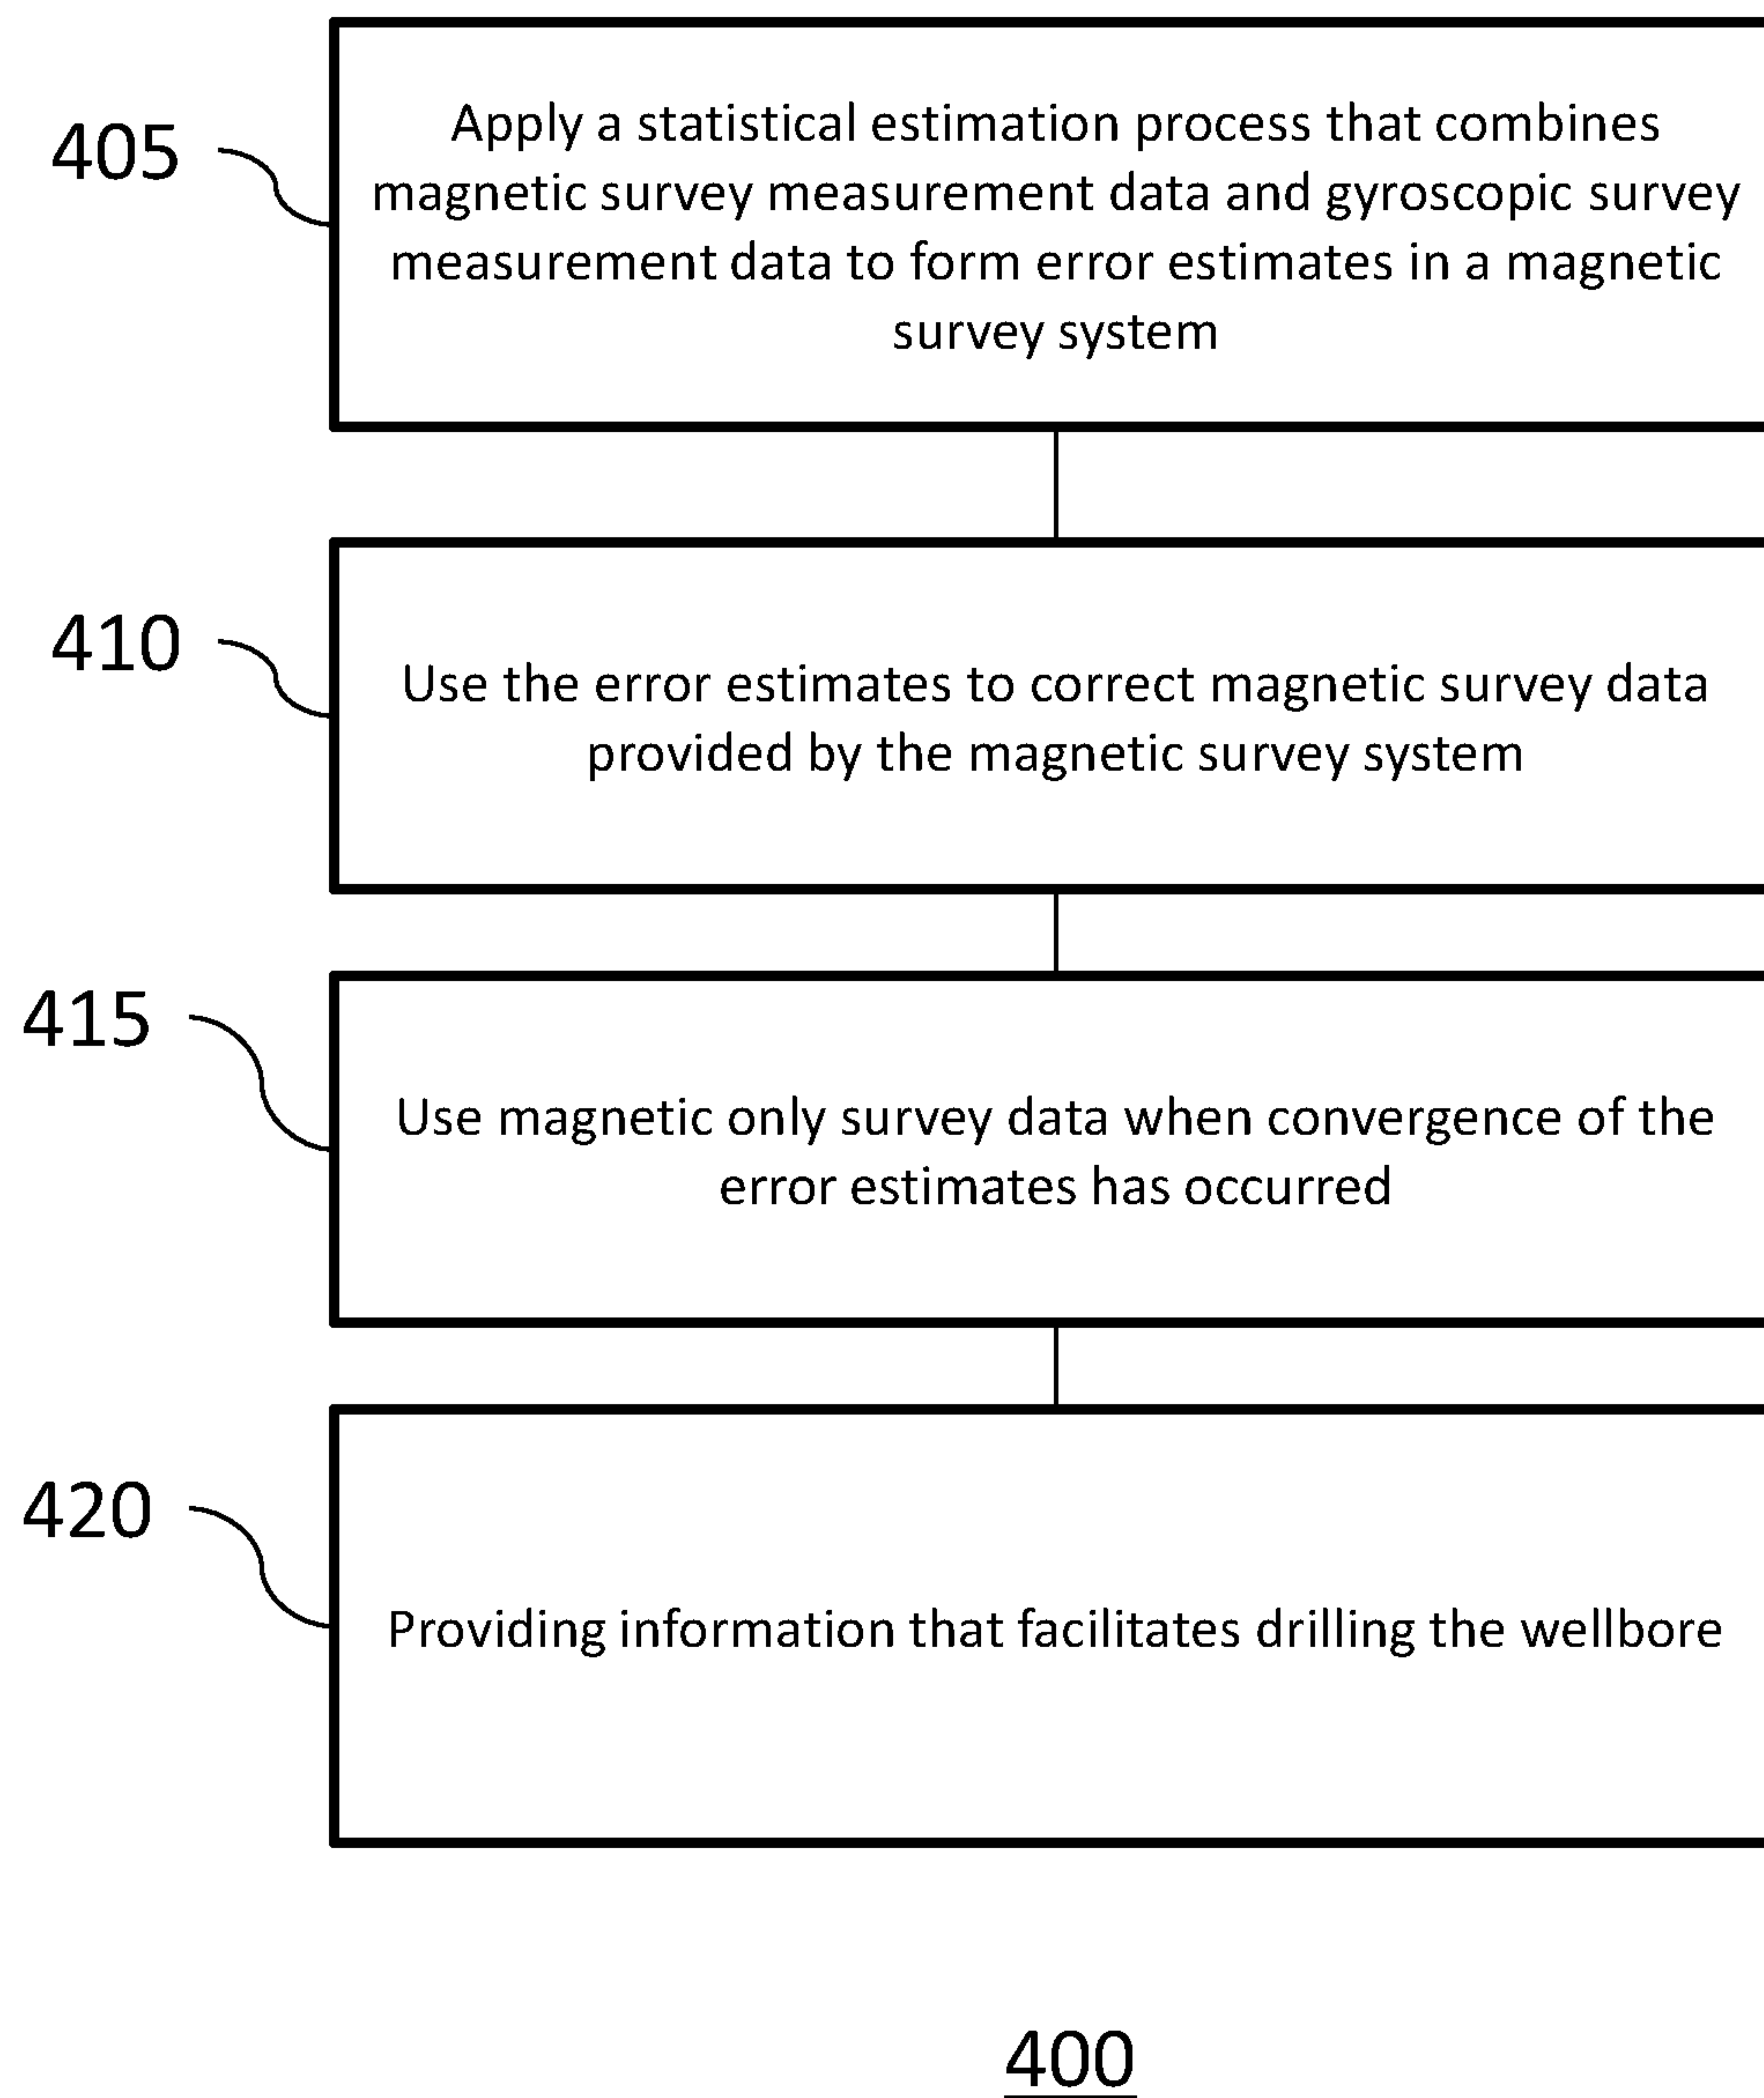 405
Apply a statistical estimation process that combines
magnetic survey measurement data and gyroscopic survey
measurement data to form error estimates in a magnetic
survey system
410
Use the error estimates to correct magnetic survey data
provided by the magnetic survey system
415
Use magnetic only survey data when convergence of the
error estimates has occurred
420
Providing information that facilitates drilling the wellbore
400